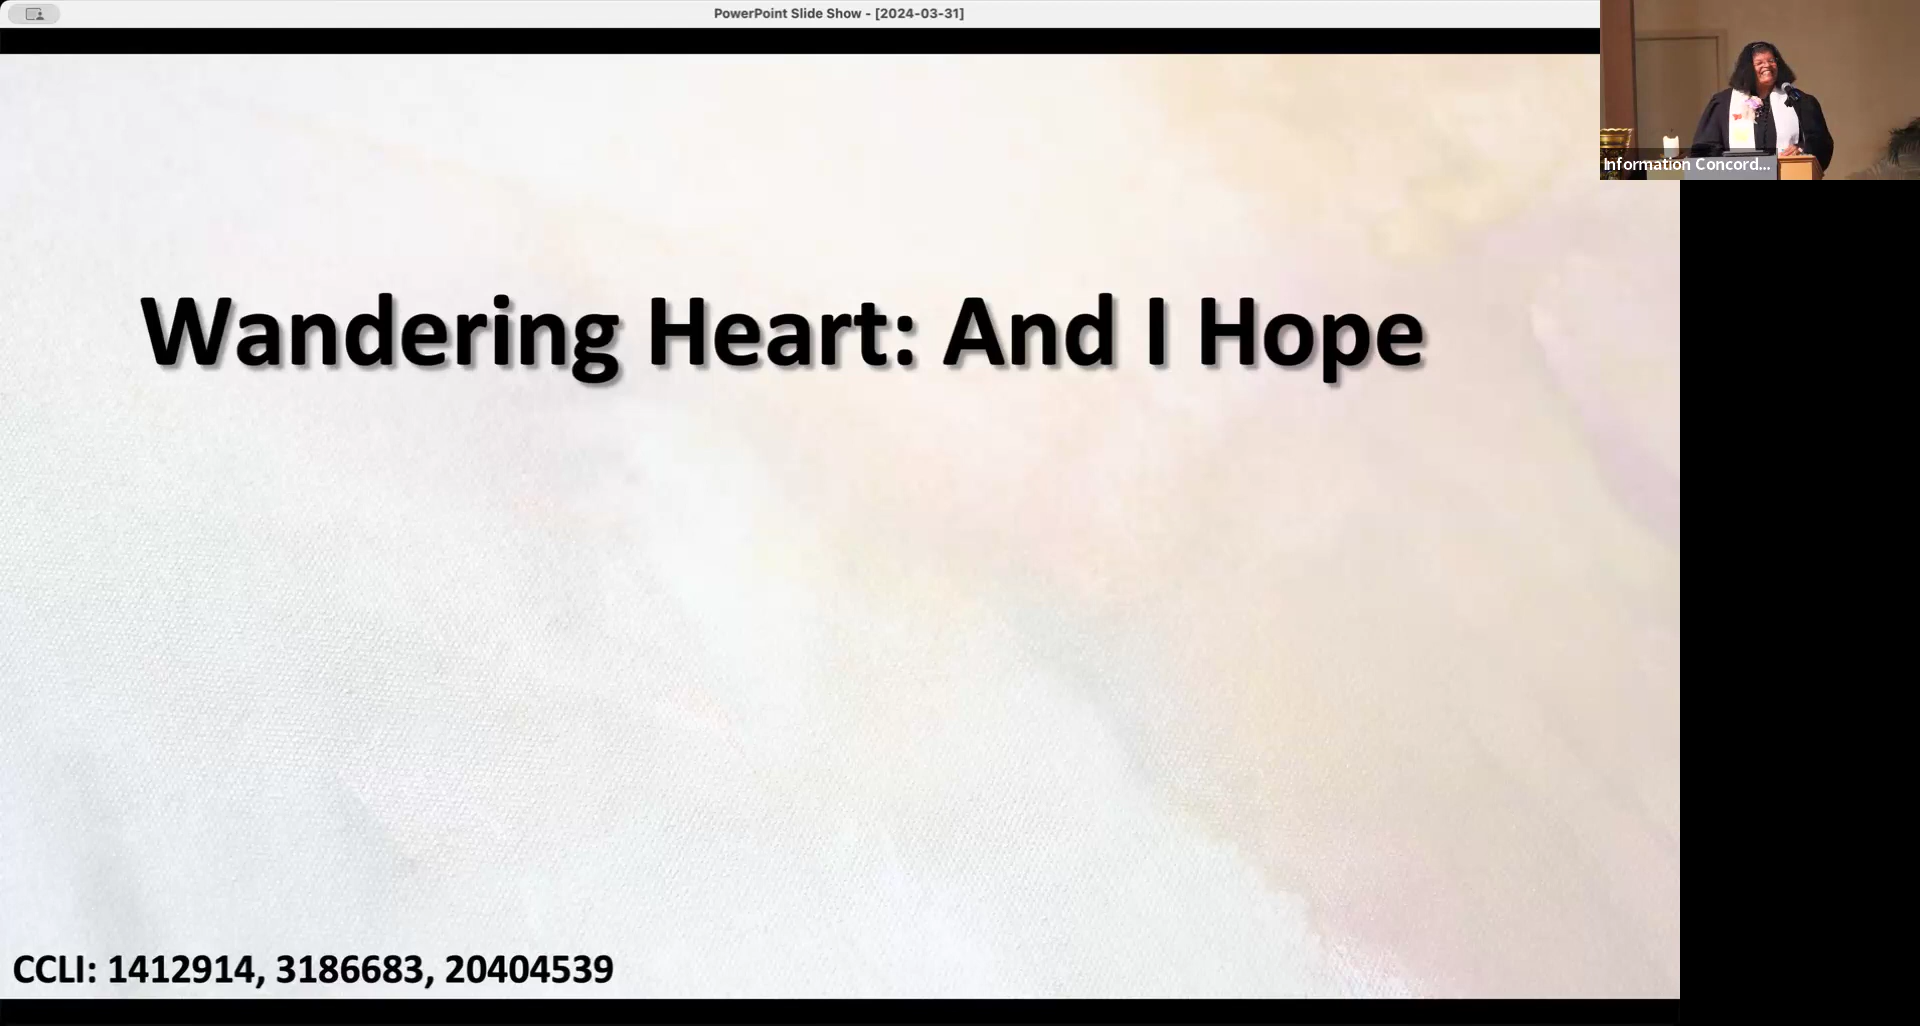 PowerPoint Slide Show - [2024-03-31]
Information Concord...
Wandering Heart: And I Hope
CCLI: 1412914, 3186683, 20404539